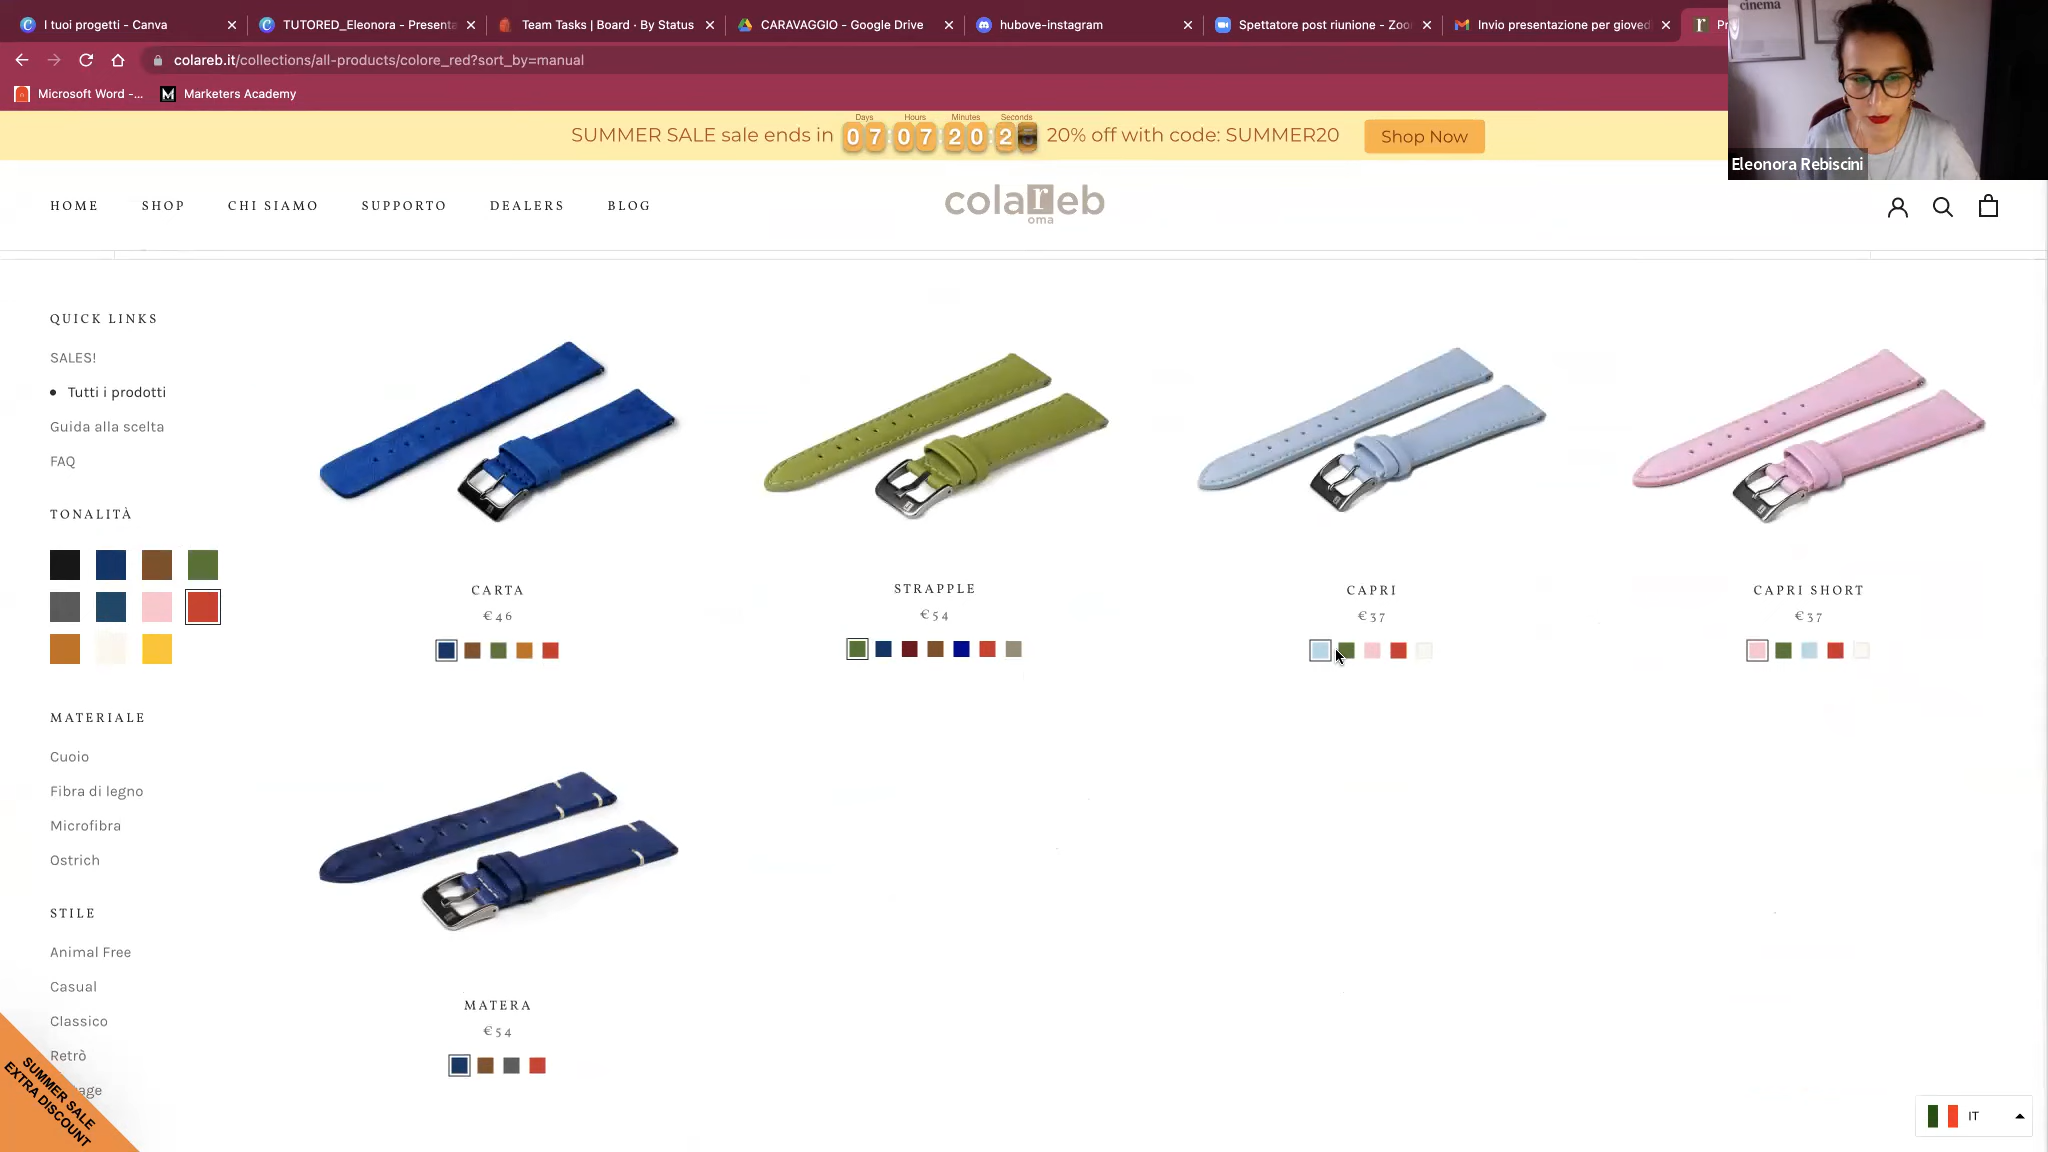 I tuoi progetti - Canva
TUTORED_Eleonora - Presenta
Team Tasks | Board · By Status
CARAVAGGIO - Google Drive
hubove-instagram
Spettatore post riunione - Zoo
Invio presentazione per gioved
cinema
colareb.it/collections/all-products/colore_red?sort_by=manual
Microsoft Word -...
Marketers Academy
SUMMER SALE sale ends in
Days Hours Minutes Seconds
07 07 20 2
20% off with code: SUMMER20
Shop Now
Eleonora Rebiscini
HOME
SHOP
CHI SIAMO
SUPPORTO
DEALERS
BLOG
colareb
oma
QUICK LINKS
SALES!
Tutti i prodotti
Guida alla scelta
FAQ
TONALITÀ
MATERIALE
Cuoio
Fibra di legno
Microfibra
Ostrich
STILE
Animal Free
Casual
Classico
Retrò
CARTA
€46
STRAPPLE
€54
CAPRI
€37
CAPRI SHORT
€37
MATERA
€54
SUMMER SALE
EXTRA DISCOUNT
IT